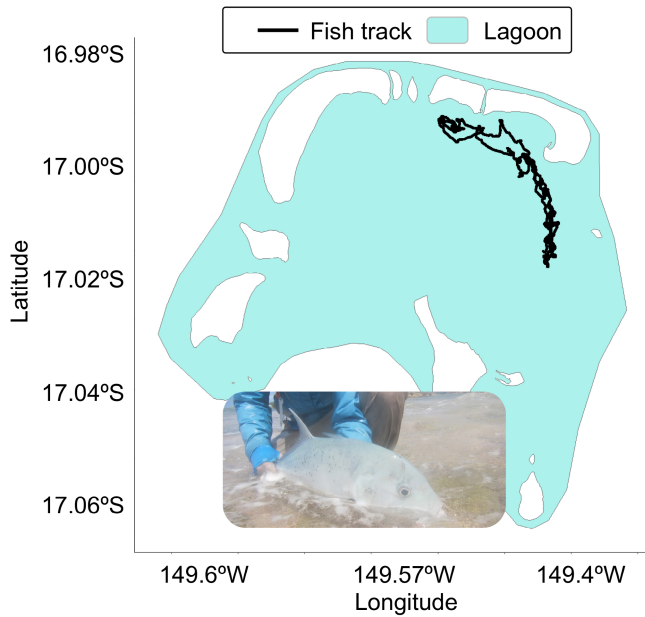 Fish track Lagoon
16.98ºS
17.00ºS
17.02ºS
17.04ºS
17.06ºS
Latitude
149.6ºW 149.57ºW 149.4ºW
Longitude